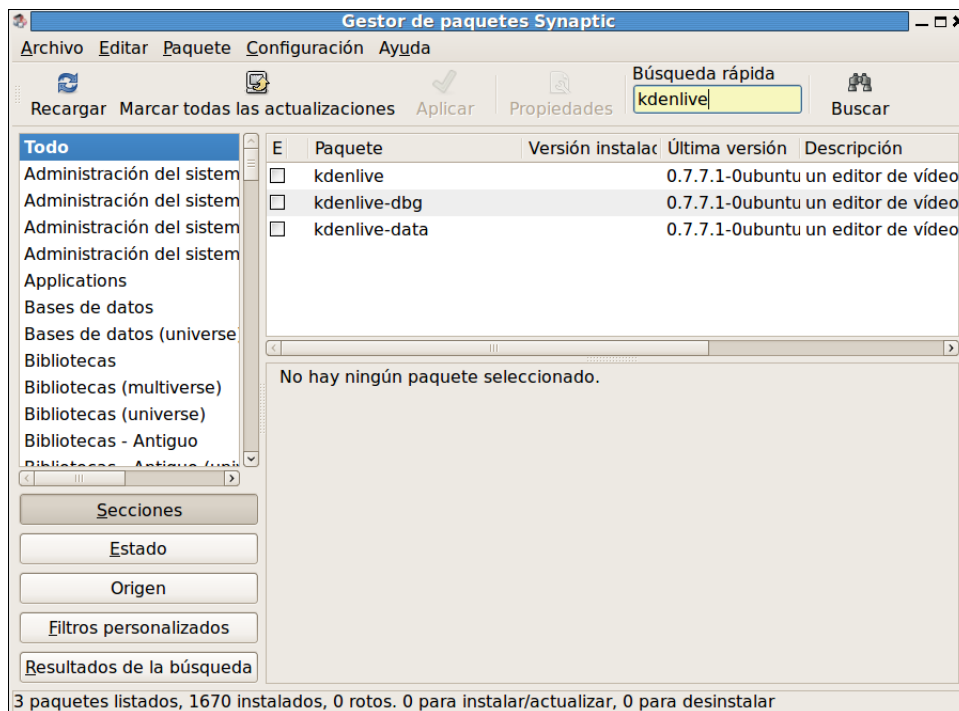 Gestor de paquetes Synaptic
Archivo Editar Paquete Configuración Ayuda
Recargar Marcar todas las actualizaciones Aplicar Propiedades Búsqueda rápida kdenlive Buscar
Todo
Administración del sistem
Administración del sistem
Administración del sistem
Administración del sistem
Applications
Bases de datos
Bases de datos (universe
Bibliotecas
Bibliotecas (multiverse)
Bibliotecas (universe)
Bibliotecas - Antiguo
Bibliotecas - Antiguo (uni
Secciones
Estado
Origen
Filtros personalizados
Resultados de la búsqueda
E Paquete Versión instalac Última versión Descripción
kdenlive 0.7.7.1-0ubuntu un editor de vídeo
kdenlive-dbg 0.7.7.1-0ubuntu un editor de vídeo
kdenlive-data 0.7.7.1-0ubuntu un editor de vídeo
No hay ningún paquete seleccionado.
3 paquetes listados, 1670 instalados, 0 rotos. 0 para instalar/actualizar, 0 para desinstalar